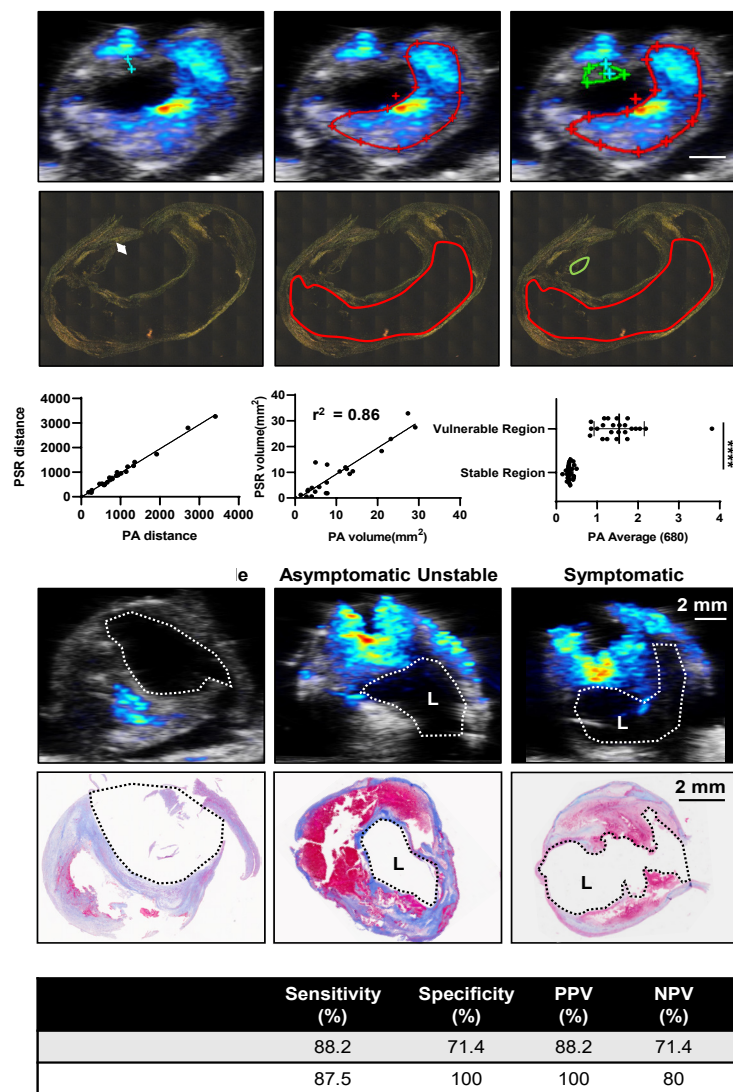 PSR distance
4000
3000
2000
1000
0
0 1000 2000 3000 4000
PA distance
PSR volume(mm²)
40
30
20
10
0
r² = 0.86
0 20 40
PA volume(mm²)
Vulnerable Region
Stable Region
****
0 1 2 3 4
PA Average (680)
e Asymptomatic Unstable Symptomatic
2 mm
L
L
2 mm
L
L
Sensitivity (%) Specificity (%) PPV (%) NPV (%)
88.2 71.4 88.2 71.4
87.5 100 100 80